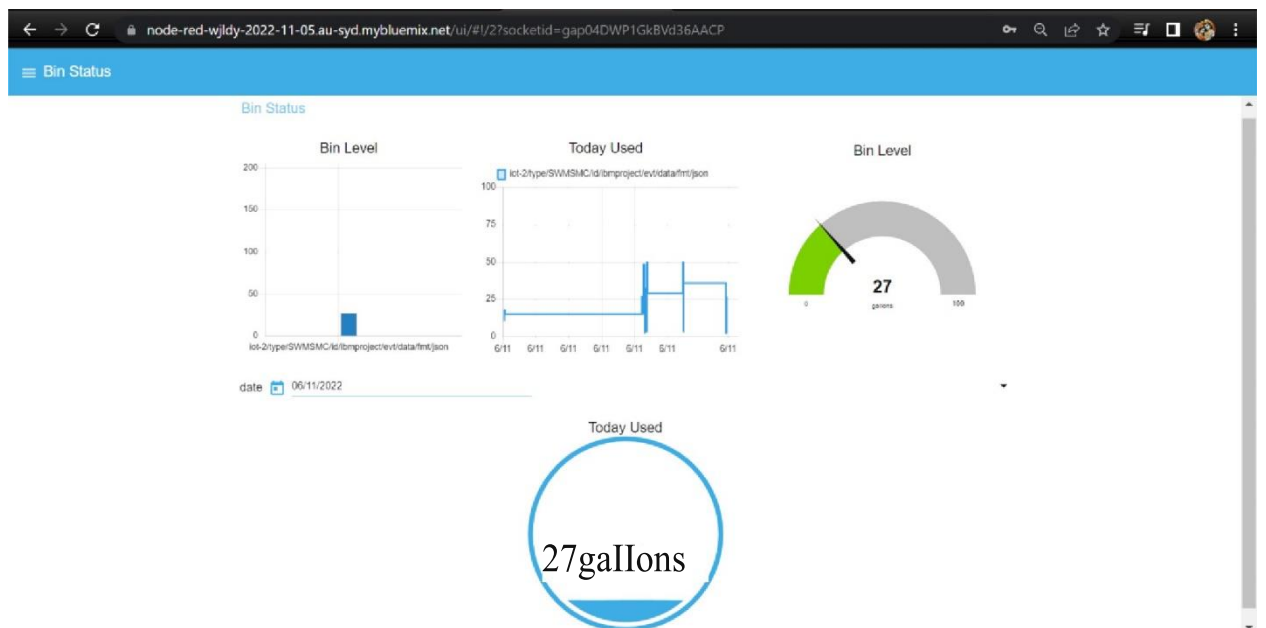 node-red-wjldy-2022-11-05.au-syd.mybluemix.net/ui/#!/2?socketid=gap04DWP1GkBVd36AACP
Bin Status
Bin Status
Bin Level
200
150
100
50
0
iot-2/type/SWMSMC/id/ibmproject/evt/data/fmt/json
Today Used
iot-2/type/SWMSMC/id/ibmproject/evt/data/fmt/json
100
75
50
25
0
6/11 6/11 6/11 6/11 6/11 6/11 6/11
Bin Level
27
gallons
0 100
date 06/11/2022
Today Used
27gaIIons